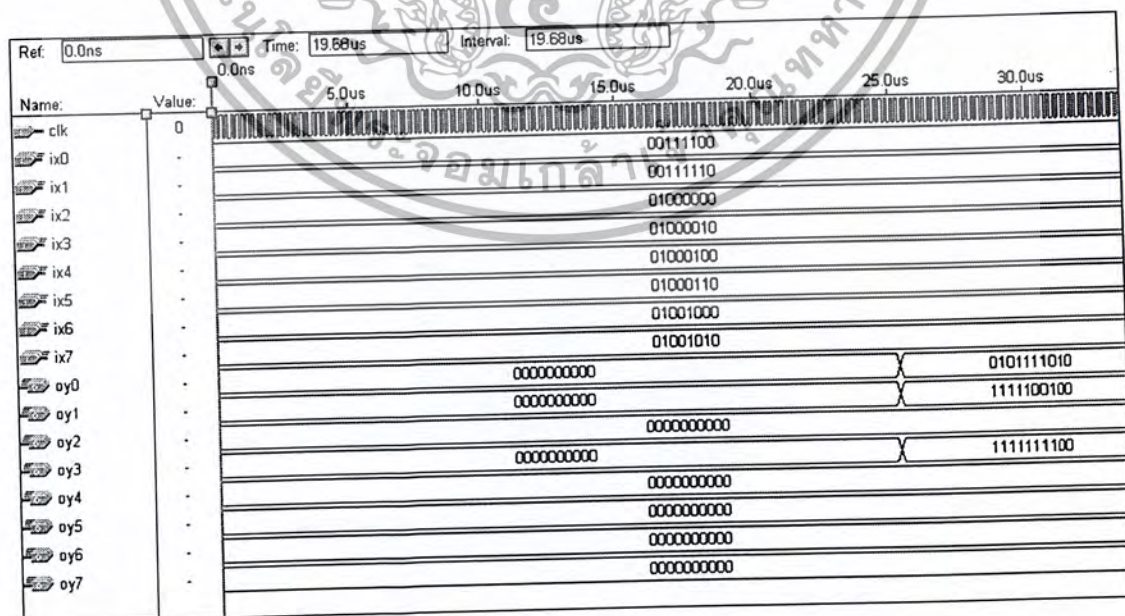 Ref: 0.0ns Time: 19.68us Interval: 19.68us
0.0ns
Name: Value: 5.0us 10.0us 15.0us 20.0us 25.0us 30.0us
clk 0
ix0 - 00111100
ix1 - 00111110
ix2 - 01000000
ix3 - 01000010
ix4 - 01000100
ix5 - 01000110
ix6 - 01001000
ix7 - 01001010
oy0 - 0000000000 0101111010
oy1 - 0000000000 1111100100
oy2 - 0000000000
oy3 - 0000000000 1111111100
oy4 - 0000000000
oy5 - 0000000000
oy6 - 0000000000
oy7 - 0000000000